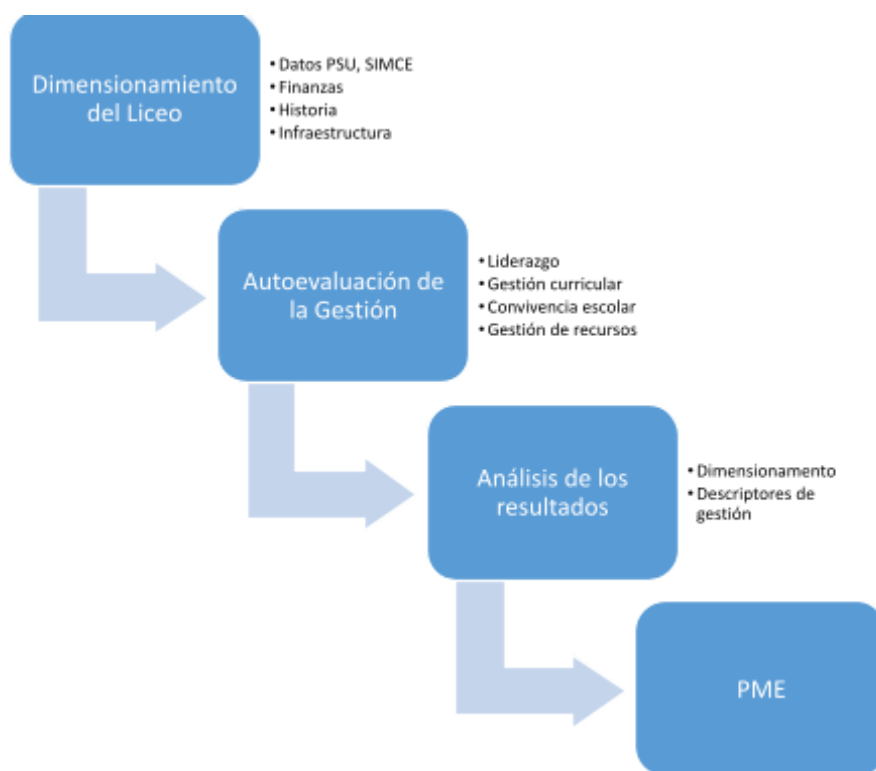 Dimensionamiento
del Liceo
• Datos PSU, SIMCE
• Finanzas
• Historia
• Infraestructura
Autoevaluación de
la Gestión
• Liderazgo
• Gestión curricular
• Convivencia escolar
• Gestión de recursos
Análisis de los
resultados
• Dimensionamento
• Descriptores de
gestión
PME